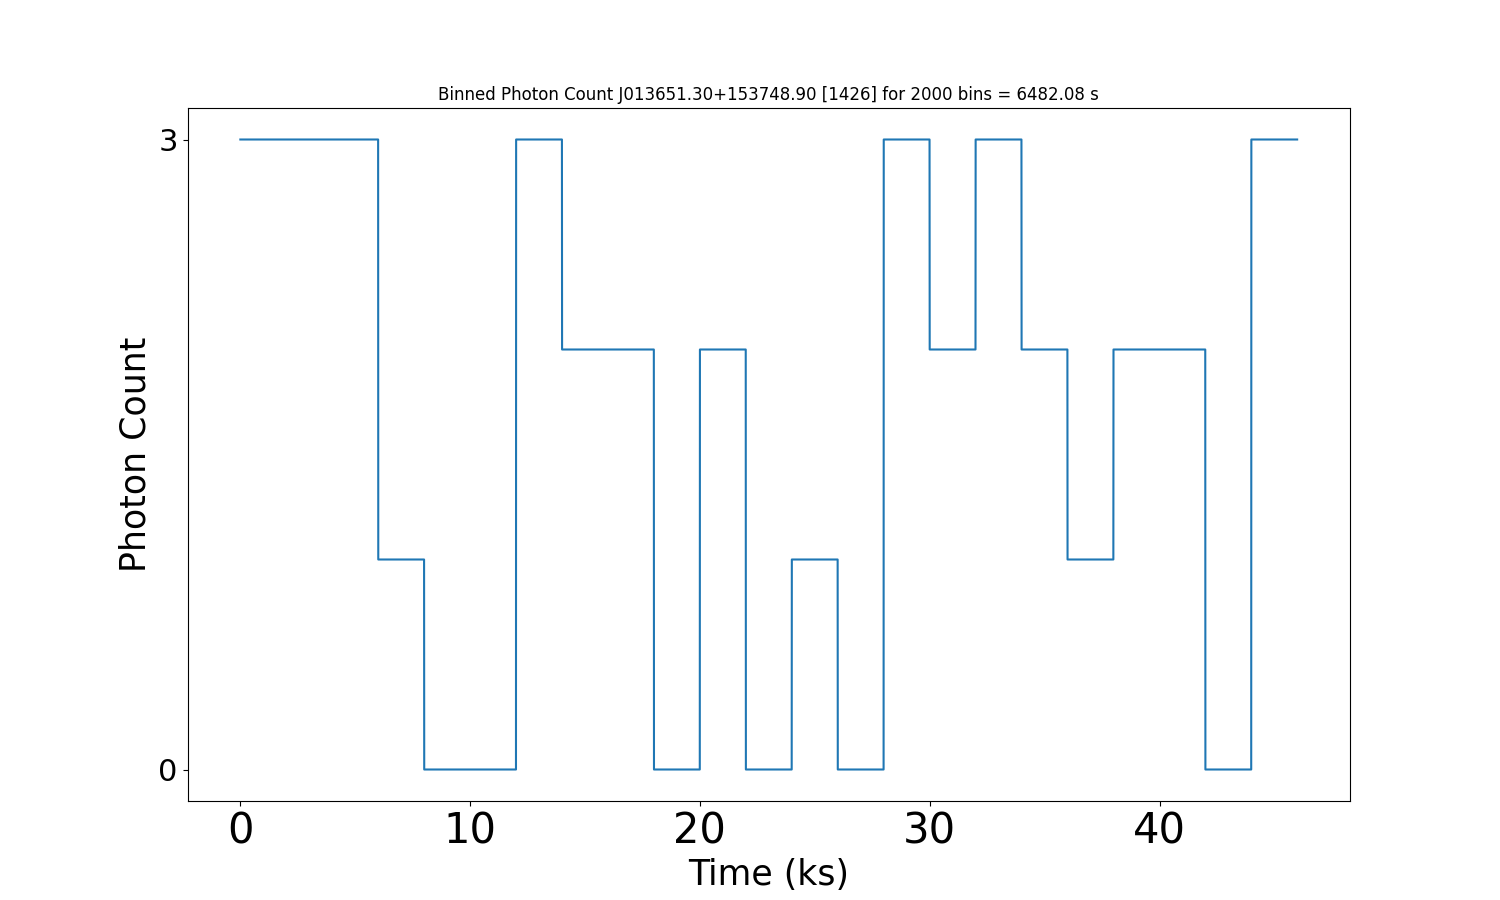 Binned Photon Count J013651.30+153748.90 [1426] for 2000 bins = 6482.08 s
3
Photon Count
0
0 10 20 30 40
Time (ks)